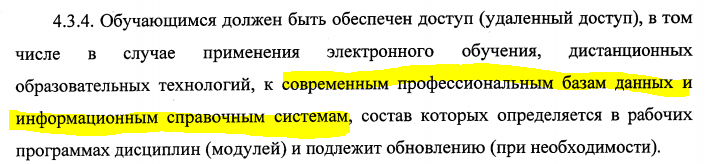 4.3.4. Обучающимся должен быть обеспечен доступ (удаленный доступ), в том
числе в случае применения электронного обучения, дистанционных
образовательных технологий, к современным профессиональным базам данных и
информационным справочным системам, состав которых определяется в рабочих
программах дисциплин (модулей) и подлежит обновлению (при необходимости).